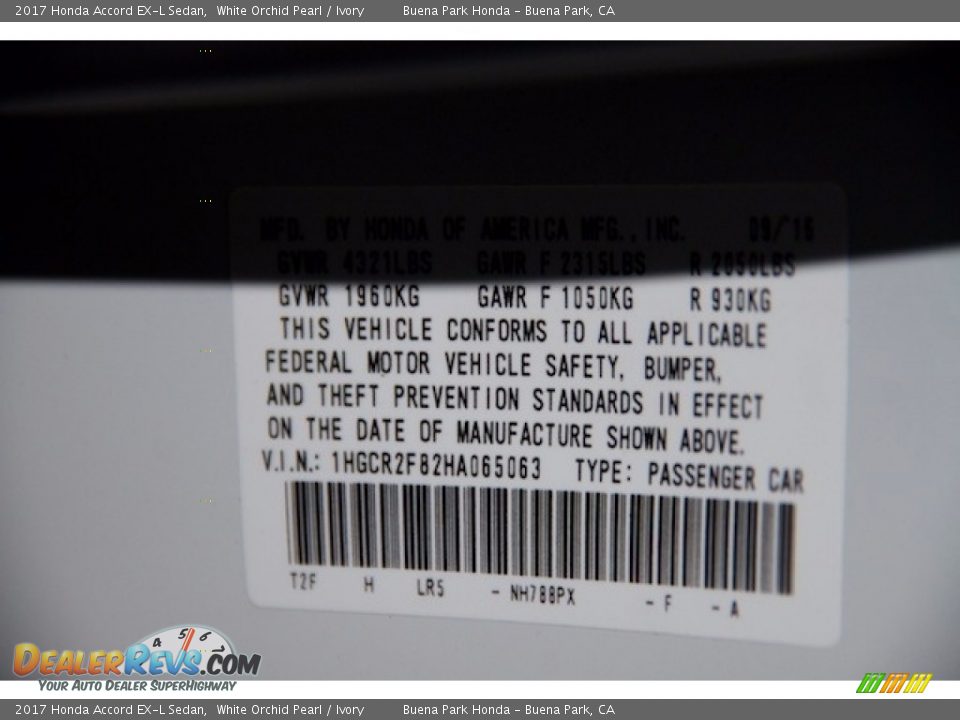 2017 Honda Accord EX-L Sedan, White Orchid Pearl / Ivory Buena Park Honda - Buena Park, CA
MFD. BY HONDA OF AMERICA MFG., INC. 09/16
GVWR 4321LBS GAWR F 2315LBS R 2050LBS
GVWR 1960KG GAWR F 1050KG R 930KG
THIS VEHICLE CONFORMS TO ALL APPLICABLE
FEDERAL MOTOR VEHICLE SAFETY, BUMPER,
AND THEFT PREVENTION STANDARDS IN EFFECT
ON THE DATE OF MANUFACTURE SHOWN ABOVE.
V.I.N.: 1HGCR2F82HA065063 TYPE: PASSENGER CAR
T2F H LR5 - NH788PX - F - A
4 5 6
DEALERREVS.COM
YOUR AUTO DEALER SUPERHIGHWAY
2017 Honda Accord EX-L Sedan, White Orchid Pearl / Ivory Buena Park Honda - Buena Park, CA